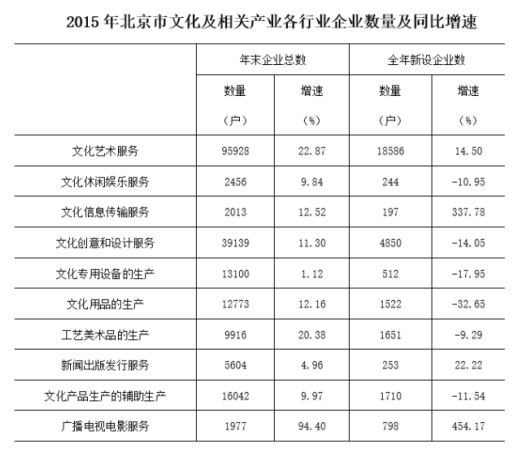 2015 年北京市文化及相关产业各行业企业数量及同比增速
年末企业总数 全年新设企业数
数量 增速 数量 增速
（户） （%） （户） （%）
文化艺术服务 95928 22.87 18586 14.50
文化休闲娱乐服务 2456 9.84 244 -10.95
文化信息传输服务 2013 12.52 197 337.78
文化创意和设计服务 39139 11.30 4850 -14.05
文化专用设备的生产 13100 1.12 512 -17.95
文化用品的生产 12773 12.16 1522 -32.65
工艺美术品的生产 9916 20.38 1651 -9.29
新闻出版发行服务 5604 4.96 253 22.22
文化产品生产的辅助生产 16042 9.97 1710 -11.54
广播电视电影服务 1977 94.40 798 454.17